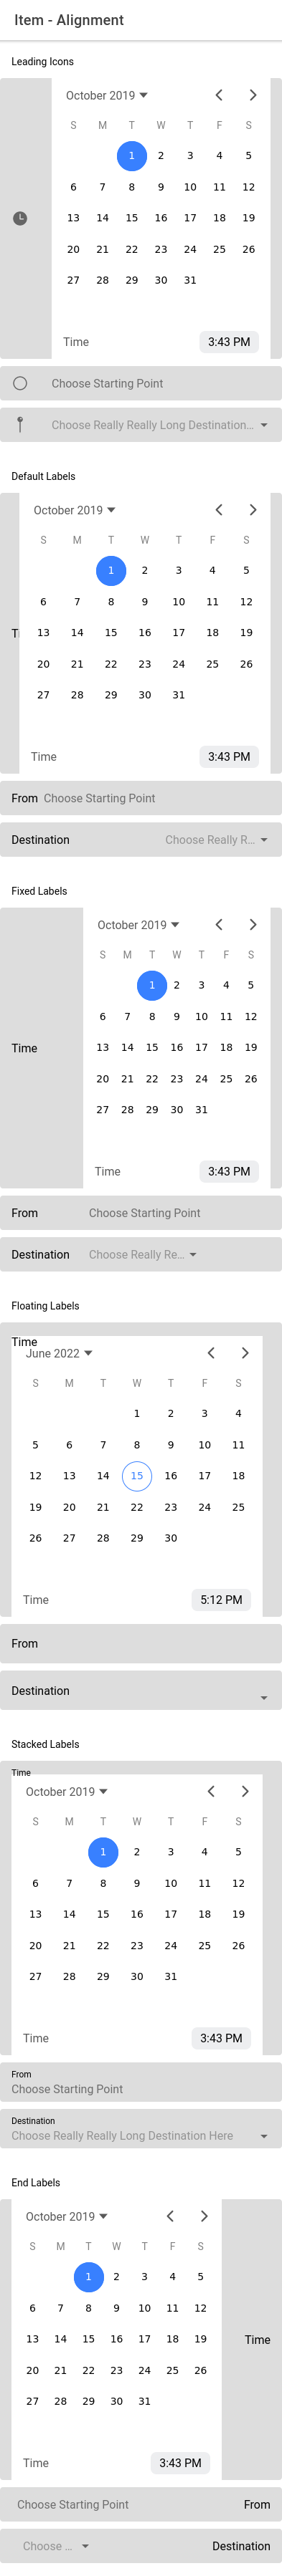 Item - Alignment
Leading Icons
October 2019
S M T W T F S
1 2 3 4 5
6 7 8 9 10 11 12
13 14 15 16 17 18 19
20 21 22 23 24 25 26
27 28 29 30 31
Time 3:43 PM
Choose Starting Point
Choose Really Really Long Destination...
Default Labels
October 2019
S M T W T F S
1 2 3 4 5
6 7 8 9 10 11 12
Ti 13 14 15 16 17 18 19
20 21 22 23 24 25 26
27 28 29 30 31
Time 3:43 PM
From Choose Starting Point
Destination Choose Really R...
Fixed Labels
October 2019
S M T W T F S
1 2 3 4 5
6 7 8 9 10 11 12
Time 13 14 15 16 17 18 19
20 21 22 23 24 25 26
27 28 29 30 31
Time 3:43 PM
From Choose Starting Point
Destination Choose Really Re...
Floating Labels
Time
June 2022
S M T W T F S
1 2 3 4
5 6 7 8 9 10 11
12 13 14 15 16 17 18
19 20 21 22 23 24 25
26 27 28 29 30
Time 5:12 PM
From
Destination
Stacked Labels
Time
October 2019
S M T W T F S
1 2 3 4 5
6 7 8 9 10 11 12
13 14 15 16 17 18 19
20 21 22 23 24 25 26
27 28 29 30 31
Time 3:43 PM
From
Choose Starting Point
Destination
Choose Really Really Long Destination Here
End Labels
October 2019
S M T W T F S
1 2 3 4 5
6 7 8 9 10 11 12
13 14 15 16 17 18 19 Time
20 21 22 23 24 25 26
27 28 29 30 31
Time 3:43 PM
Choose Starting Point From
Choose ... Destination